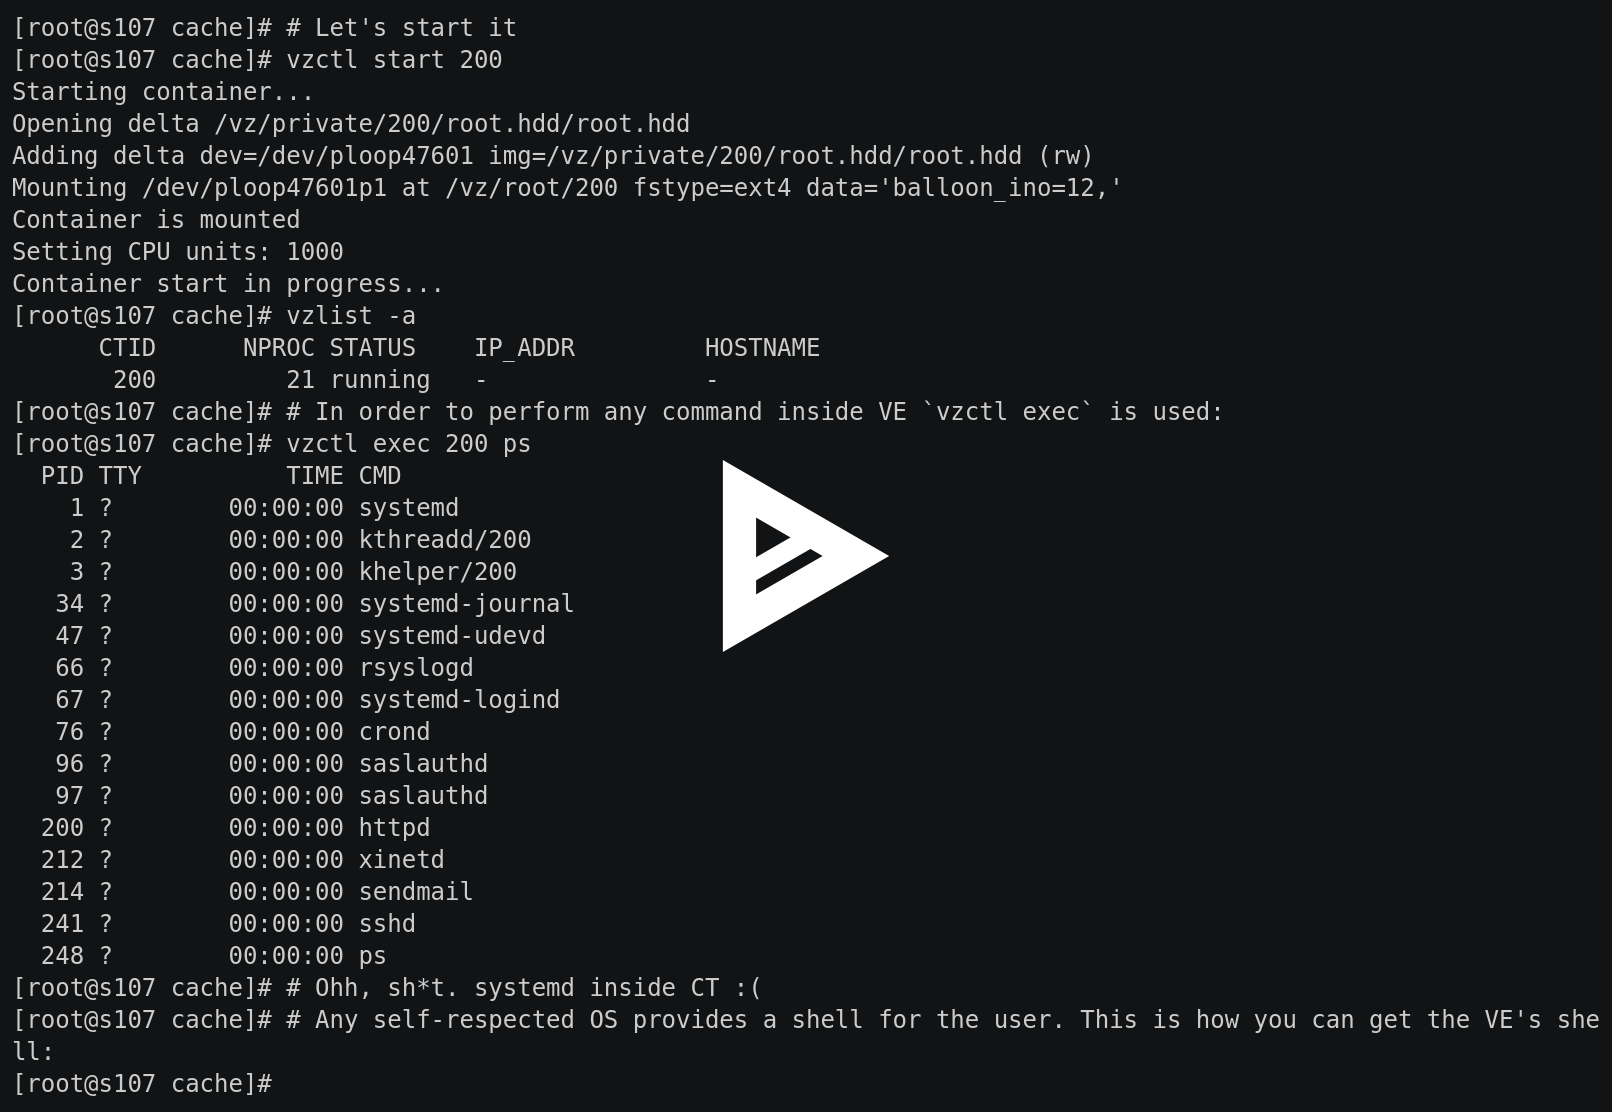 [root@s107 cache]# # Let's start it
[root@s107 cache]# vzctl start 200
Starting container...
Opening delta /vz/private/200/root.hdd/root.hdd
Adding delta dev=/dev/ploop47601 img=/vz/private/200/root.hdd/root.hdd (rw)
Mounting /dev/ploop47601p1 at /vz/root/200 fstype=ext4 data='balloon_ino=12,'
Container is mounted
Setting CPU units: 1000
Container start in progress...
[root@s107 cache]# vzlist -a
      CTID      NPROC STATUS    IP_ADDR         HOSTNAME
       200         21 running   -               -
[root@s107 cache]# # In order to perform any command inside VE `vzctl exec` is used:
[root@s107 cache]# vzctl exec 200 ps
  PID TTY          TIME CMD
    1 ?        00:00:00 systemd
    2 ?        00:00:00 kthreadd/200
    3 ?        00:00:00 khelper/200
   34 ?        00:00:00 systemd-journal
   47 ?        00:00:00 systemd-udevd
   66 ?        00:00:00 rsyslogd
   67 ?        00:00:00 systemd-logind
   76 ?        00:00:00 crond
   96 ?        00:00:00 saslauthd
   97 ?        00:00:00 saslauthd
  200 ?        00:00:00 httpd
  212 ?        00:00:00 xinetd
  214 ?        00:00:00 sendmail
  241 ?        00:00:00 sshd
  248 ?        00:00:00 ps
[root@s107 cache]# # Ohh, sh*t. systemd inside CT :(
[root@s107 cache]# # Any self-respected OS provides a shell for the user. This is how you can get the VE's she
ll:
[root@s107 cache]#